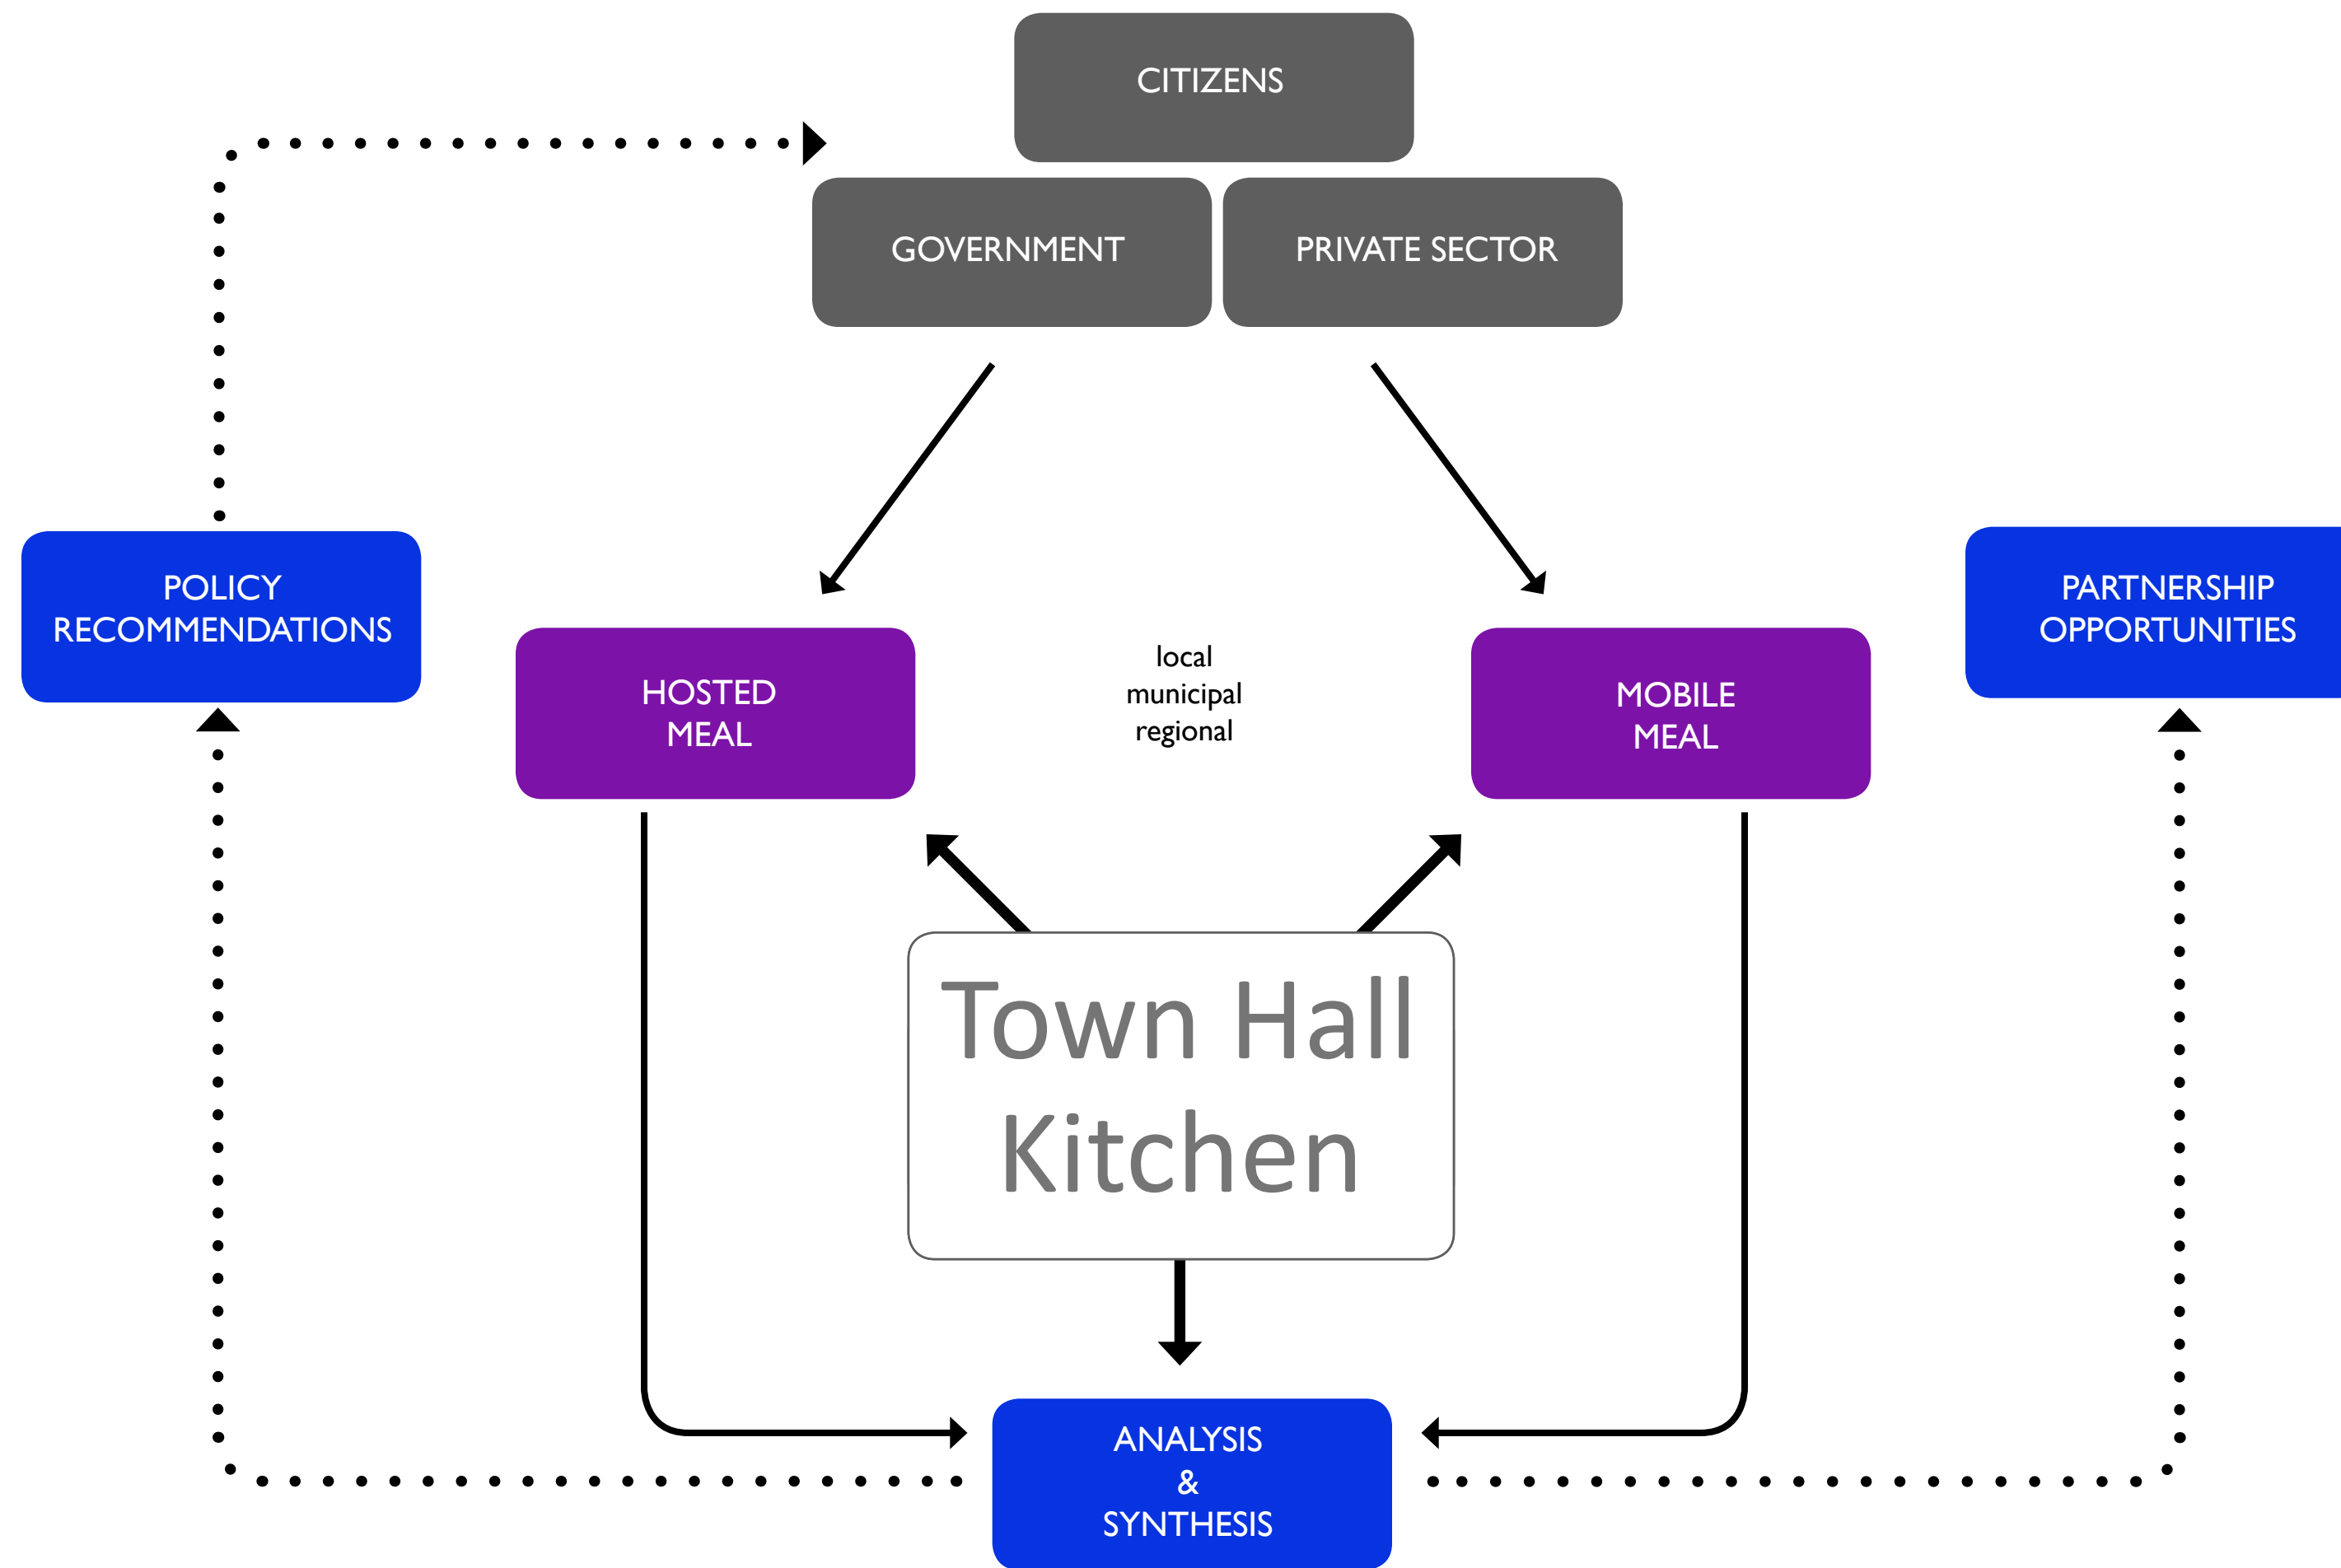 CITIZENS
GOVERNMENT
PRIVATE SECTOR
POLICY
RECOMMENDATIONS
PARTNERSHIP
OPPORTUNITIES
HOSTED
MEAL
local
municipal
regional
MOBILE
MEAL
Town Hall
Kitchen
ANALYSIS
&
SYNTHESIS